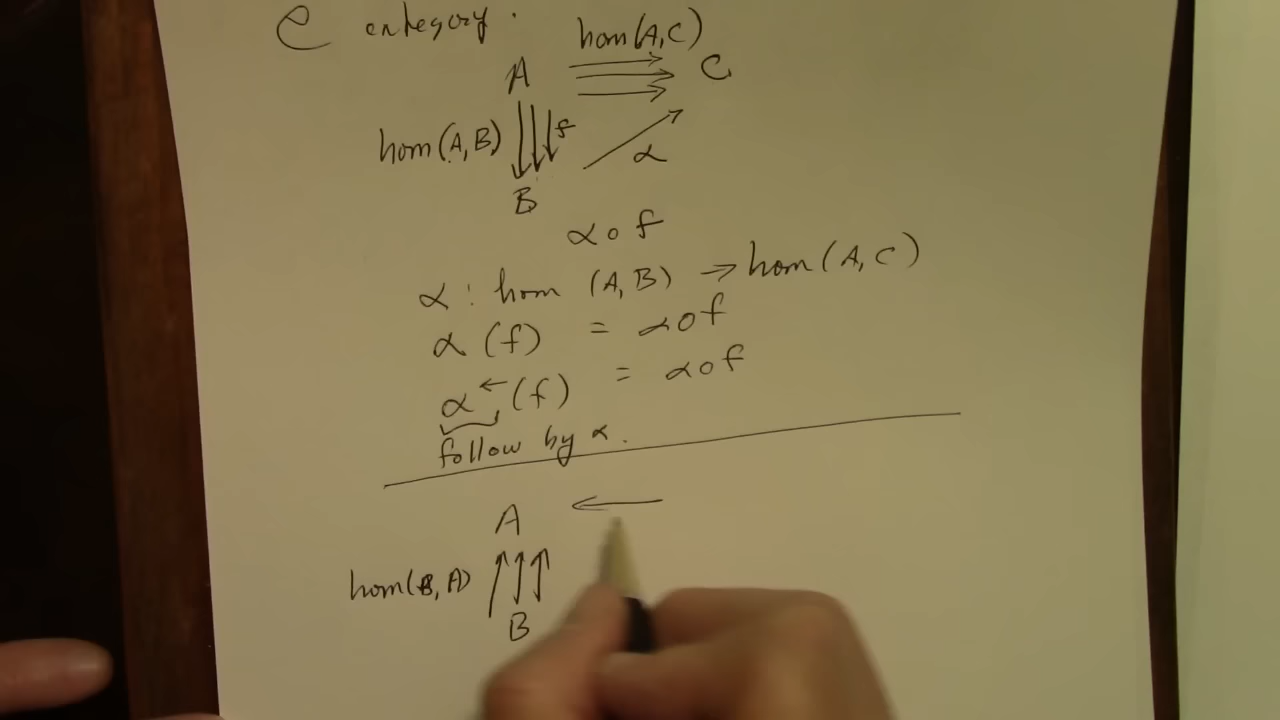 C category.
hom(A,C)
A C
hom(A,B) f
α
B
α∘f
α : hom (A,B) → hom(A,C)
α (f) = α∘f
α ← (f) = α∘f
follow by α.
A ←
hom(B,A)
B